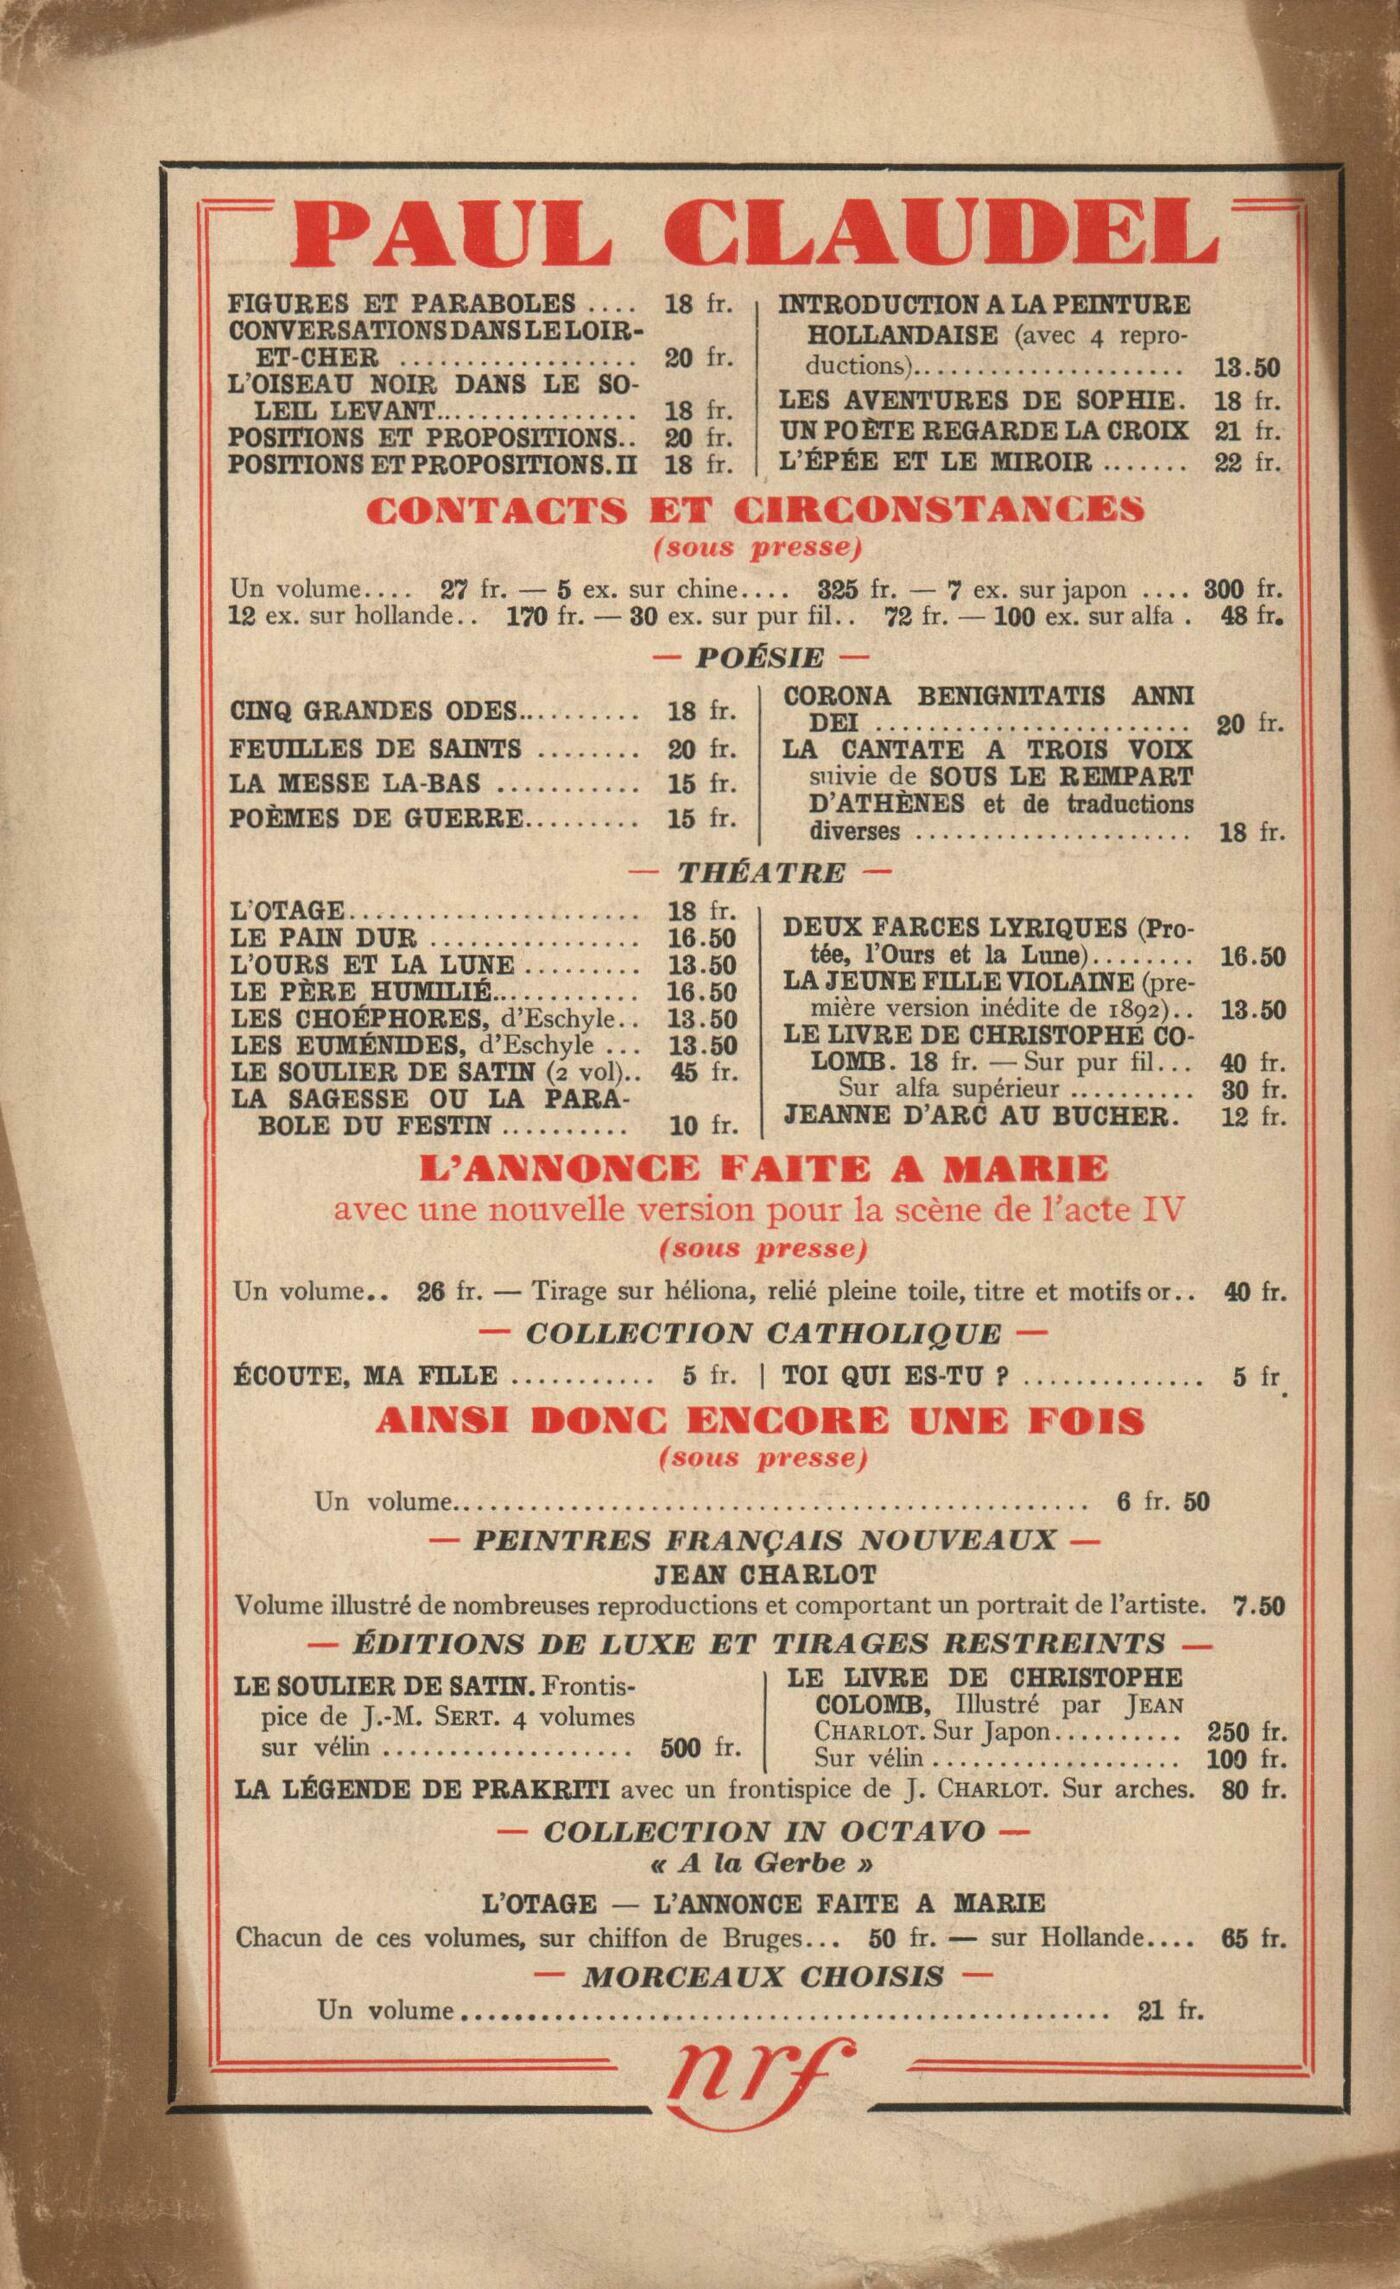 PAUL CLAUDEL
FIGURES ET PARABOLES .... 18 fr.
CONVERSATIONS DANS LE LOIR-
ET-CHER .................. 20 fr.
L'OISEAU NOIR DANS LE SO-
LEIL LEVANT............... 18 fr.
POSITIONS ET PROPOSITIONS.. 20 fr.
POSITIONS ET PROPOSITIONS. II 18 fr.
INTRODUCTION A LA PEINTURE
HOLLANDAISE (avec 4 repro-
ductions)..................... 13.50
LES AVENTURES DE SOPHIE. 18 fr.
UN POÈTE REGARDE LA CROIX 21 fr.
L'ÉPÉE ET LE MIROIR ....... 22 fr.
CONTACTS ET CIRCONSTANCES
(sous presse)
Un volume.... 27 fr. — 5 ex. sur chine.... 325 fr. — 7 ex. sur japon .... 300 fr.
12 ex. sur hollande.. 170 fr. — 30 ex. sur pur fil.. 72 fr. — 100 ex. sur alfa . 48 fr.
— POÉSIE —
CINQ GRANDES ODES.......... 18 fr.
FEUILLES DE SAINTS ........ 20 fr.
LA MESSE LA-BAS ........... 15 fr.
POÈMES DE GUERRE......... 15 fr.
CORONA BENIGNITATIS ANNI
DEI ......................... 20 fr.
LA CANTATE A TROIS VOIX
suivie de SOUS LE REMPART
D'ATHÈNES et de traductions
diverses ...................... 18 fr.
— THÉATRE —
L'OTAGE....................... 18 fr.
LE PAIN DUR ................ 16.50
L'OURS ET LA LUNE ......... 13.50
LE PÈRE HUMILIÉ............ 16.50
LES CHOÉPHORES, d'Eschyle.. 13.50
LES EUMÉNIDES, d'Eschyle ... 13.50
LE SOULIER DE SATIN (2 vol).. 45 fr.
LA SAGESSE OU LA PARA-
BOLE DU FESTIN .......... 10 fr.
DEUX FARCES LYRIQUES (Pro-
tée, l'Ours et la Lune)........ 16.50
LA JEUNE FILLE VIOLAINE (pre-
mière version inédite de 1892).. 13.50
LE LIVRE DE CHRISTOPHE CO-
LOMB. 18 fr. — Sur pur fil... 40 fr.
Sur alfa supérieur .......... 30 fr.
JEANNE D'ARC AU BUCHER. 12 fr.
L'ANNONCE FAITE A MARIE
avec une nouvelle version pour la scène de l'acte IV
(sous presse)
Un volume.. 26 fr. — Tirage sur héliona, relié pleine toile, titre et motifs or.. 40 fr.
— COLLECTION CATHOLIQUE —
ÉCOUTE, MA FILLE ........... 5 fr. | TOI QUI ES-TU ? .............. 5 fr.
AINSI DONC ENCORE UNE FOIS
(sous presse)
Un volume.................................................. 6 fr. 50
— PEINTRES FRANÇAIS NOUVEAUX —
JEAN CHARLOT
Volume illustré de nombreuses reproductions et comportant un portrait de l'artiste. 7.50
— ÉDITIONS DE LUXE ET TIRAGES RESTREINTS —
LE SOULIER DE SATIN. Frontis-
pice de J.-M. SERT. 4 volumes
sur vélin .................... 500 fr.
LE LIVRE DE CHRISTOPHE
COLOMB, Illustré par JEAN
CHARLOT. Sur Japon.......... 250 fr.
Sur vélin .................... 100 fr.
LA LÉGENDE DE PRAKRITI avec un frontispice de J. CHARLOT. Sur arches. 80 fr.
— COLLECTION IN OCTAVO —
« A la Gerbe »
L'OTAGE — L'ANNONCE FAITE A MARIE
Chacun de ces volumes, sur chiffon de Bruges... 50 fr. — sur Hollande.... 65 fr.
— MORCEAUX CHOISIS —
Un volume.................................................. 21 fr.
nrf